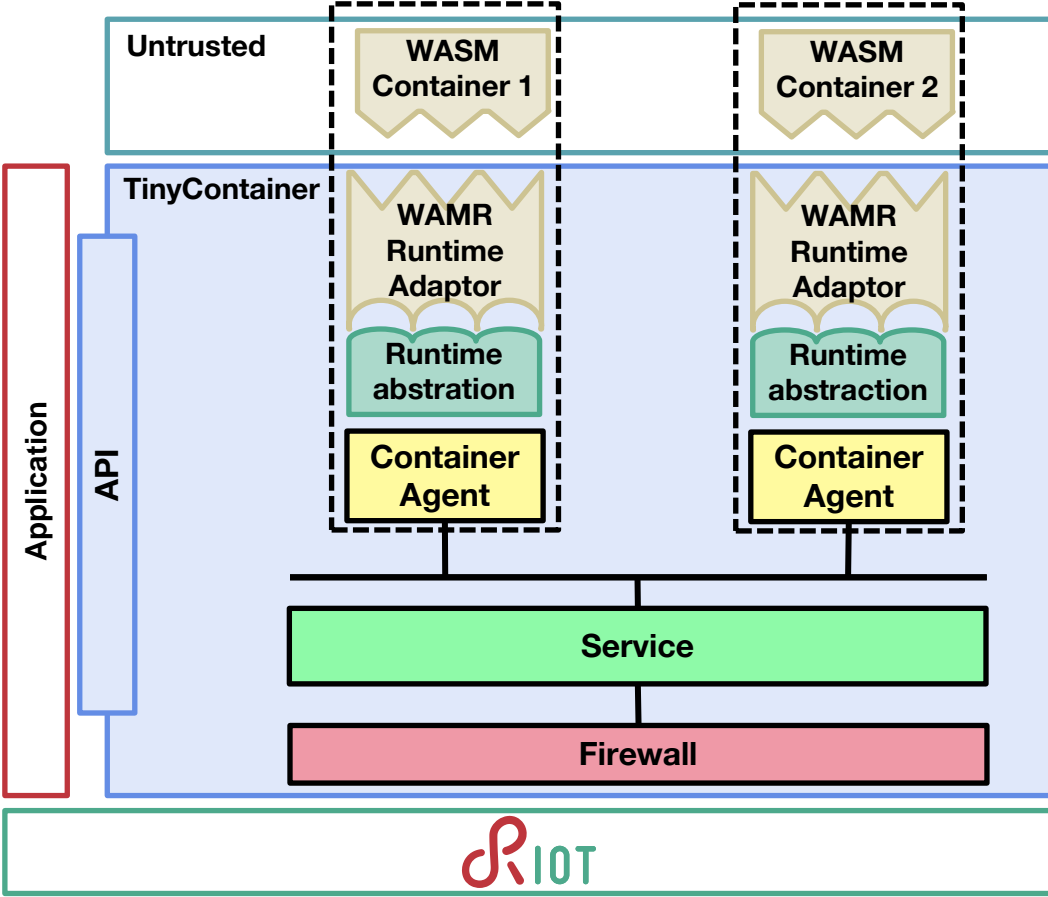 Untrusted
WASM
Container 1
WASM
Container 2
TinyContainer
WAMR
Runtime
Adaptor
WAMR
Runtime
Adaptor
Runtime
abstration
Runtime
abstraction
Container
Agent
Container
Agent
Application
API
Service
Firewall
RIOT